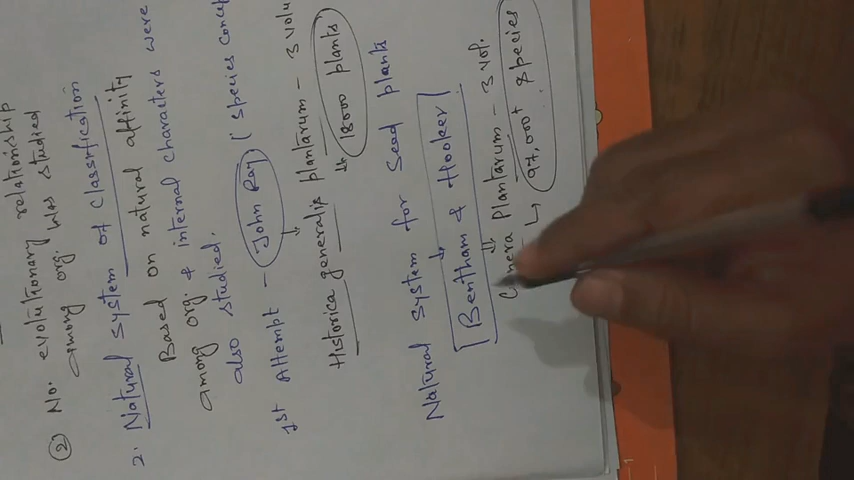 ② No. evolutionary relationship
among org. was studied
2. Natural System of Classification
Based on natural affinity
among org & internal characters were
also studied.
1st Attempt - John Ray (Species concep
Historica generalis plantarum - 3 volu
↳ 18000 plants
Natural System for Seed plants
[Bentham & Hooker]
Genera Plantarum - 3 vol.
↳ 97,000+ species